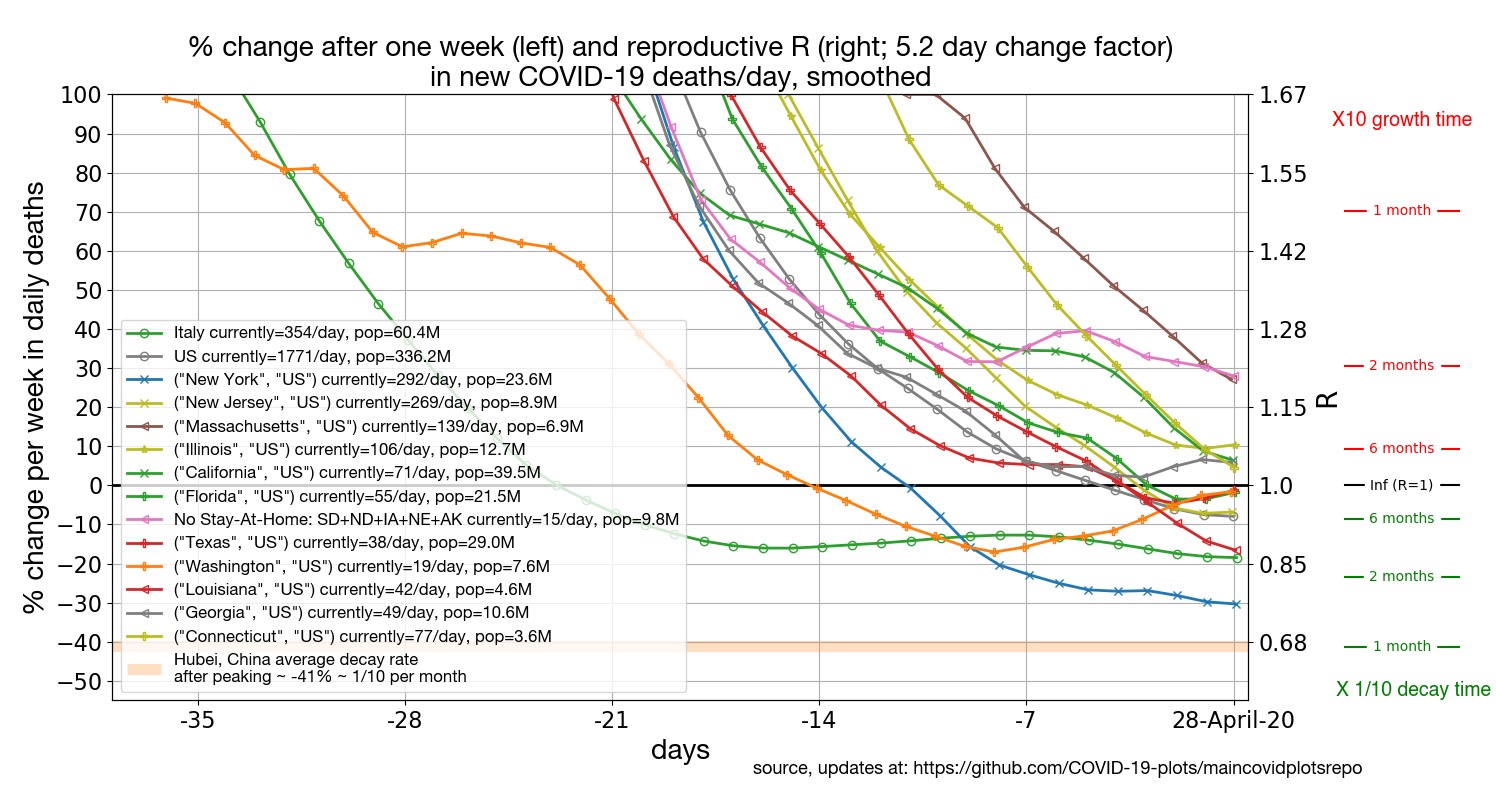 % change after one week (left) and reproductive R (right; 5.2 day change factor)
in new COVID-19 deaths/day, smoothed
% change per week in daily deaths
100
90
80
70
60
50
40
30
20
10
0
−10
−20
−30
−40
−50
Italy currently=354/day, pop=60.4M
US currently=1771/day, pop=336.2M
("New York", "US") currently=292/day, pop=23.6M
("New Jersey", "US") currently=269/day, pop=8.9M
("Massachusetts", "US") currently=139/day, pop=6.9M
("Illinois", "US") currently=106/day, pop=12.7M
("California", "US") currently=71/day, pop=39.5M
("Florida", "US") currently=55/day, pop=21.5M
No Stay-At-Home: SD+ND+IA+NE+AK currently=15/day, pop=9.8M
("Texas", "US") currently=38/day, pop=29.0M
("Washington", "US") currently=19/day, pop=7.6M
("Louisiana", "US") currently=42/day, pop=4.6M
("Georgia", "US") currently=49/day, pop=10.6M
("Connecticut", "US") currently=77/day, pop=3.6M
Hubei, China average decay rate
after peaking ~ -41% ~ 1/10 per month
1.67
1.55
1.42
1.28
1.15
1.0
0.85
0.68
R
X10 growth time
1 month
2 months
6 months
Inf (R=1)
6 months
2 months
1 month
X 1/10 decay time
-35
-28
-21
-14
-7
28-April-20
days
source, updates at: https://github.com/COVID-19-plots/maincovidplotsrepo